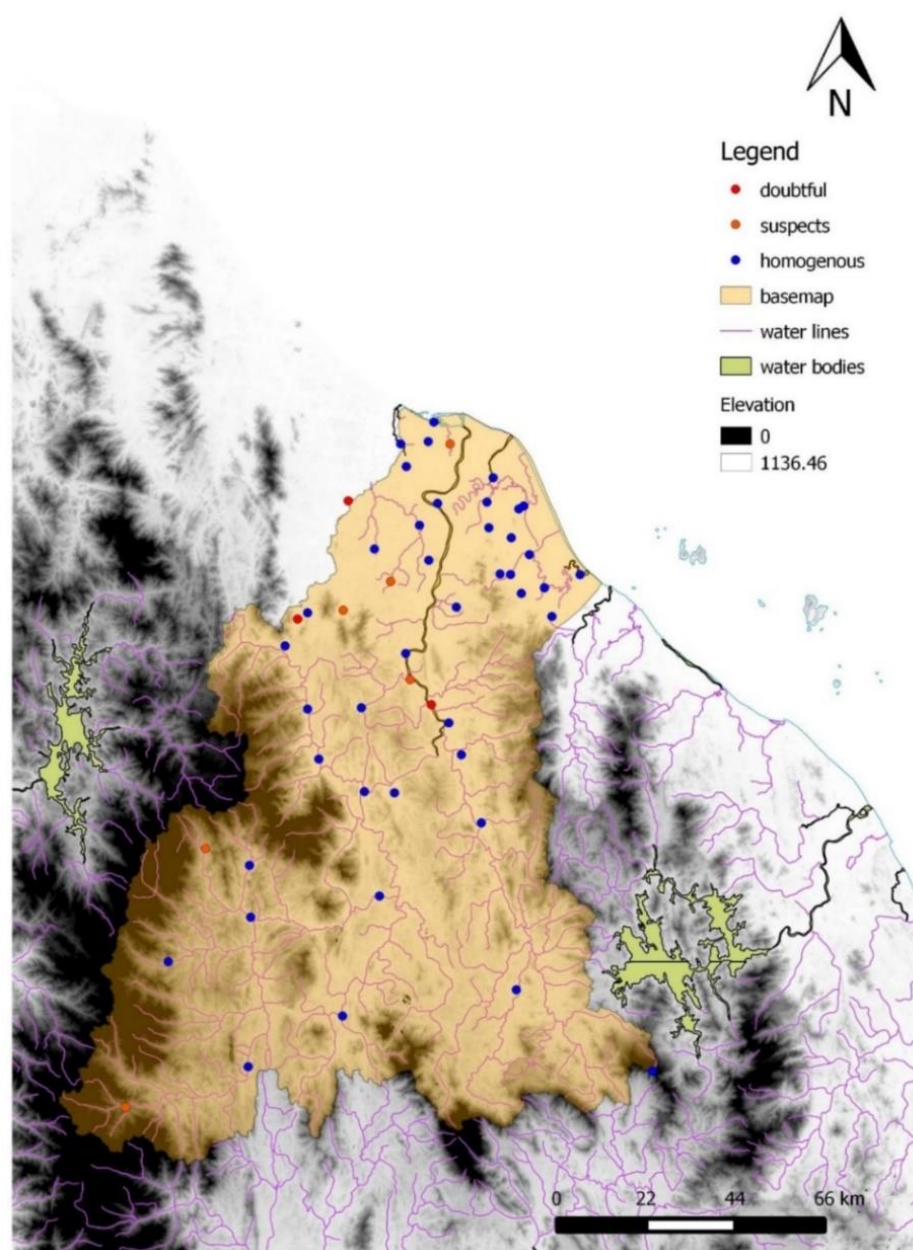 N
Legend
doubtful
suspects
homogenous
basemap
water lines
water bodies
Elevation
0
1136.46
0 22 44 66 km